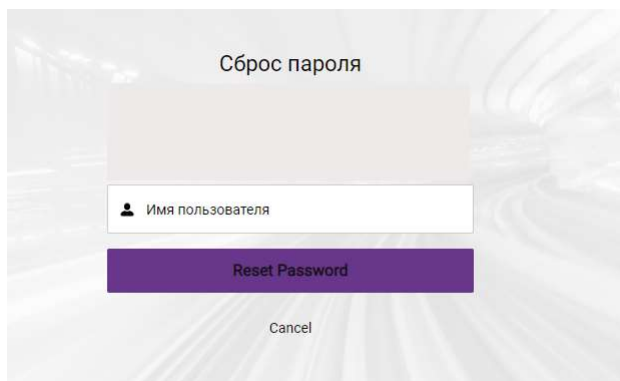 Сброс пароля
Имя пользователя
Reset Password
Cancel